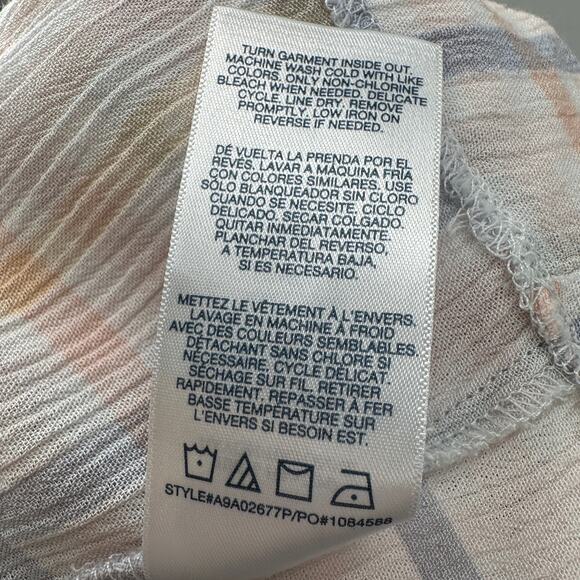 TURN GARMENT INSIDE OUT.
MACHINE WASH COLD WITH LIKE
COLORS. ONLY NON-CHLORINE
BLEACH WHEN NEEDED. DELICATE
CYCLE. LINE DRY. REMOVE
PROMPTLY. LOW IRON ON
REVERSE IF NEEDED.
DÉ VUELTA LA PRENDA POR EL
REVÉS. LAVAR A MÁQUINA FRÍA
CON COLORES SIMILARES. USE
SÓLO BLANQUEADOR SIN CLORO
CUANDO SE NECESITE. CICLO
DELICADO. SECAR COLGADO.
QUITAR INMEDIATAMENTE.
PLANCHAR DEL REVERSO,
A TEMPERATURA BAJA,
SI ES NECESARIO.
METTEZ LE VÊTEMENT À L'ENVERS.
LAVAGE EN MACHINE À FROID
AVEC DES COULEURS SEMBLABLES.
DÉTACHANT SANS CHLORE SI
NÉCESSAIRE, CYCLE DÉLICAT.
SÉCHAGE SUR FIL. RETIRER
RAPIDEMENT. REPASSER À FER
BASSE TEMPÉRATURE SUR
L'ENVERS SI BESOIN EST.
STYLE#A9A02677P/PO#1084588